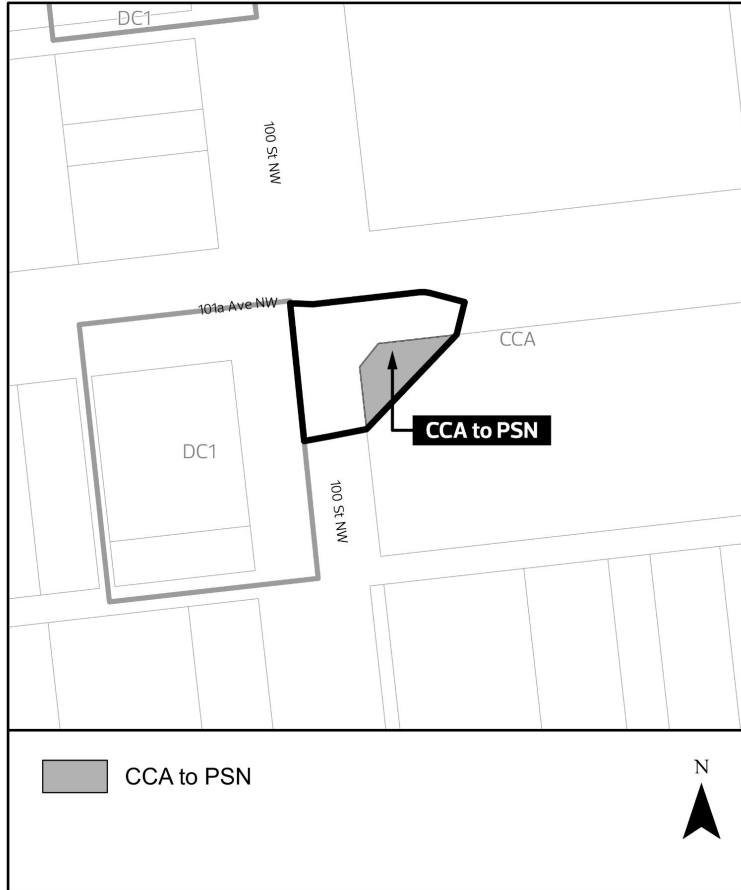 DC1
100 St NW
101a Ave NW
CCA
CCA to PSN
DC1
100 St NW
CCA to PSN
N